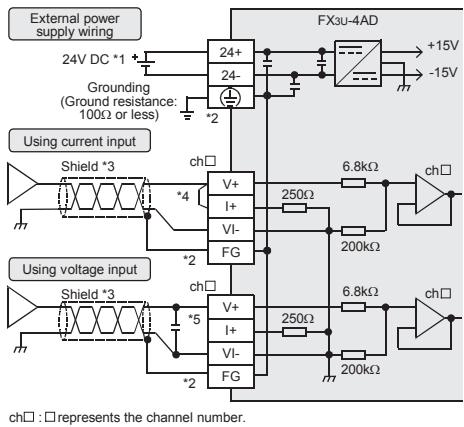 External power
supply wiring
FX3U-4AD
24V DC *1
+
24+
24-
+15V
-15V
Grounding
(Ground resistance:
100Ω or less)
*2
Using current input
Shield *3
ch□
*4
V+
I+
VI-
FG
*2
250Ω
6.8kΩ
200kΩ
ch□
Using voltage input
Shield *3
ch□
*5
V+
I+
VI-
FG
*2
250Ω
6.8kΩ
200kΩ
ch□
ch□ : □ represents the channel number.